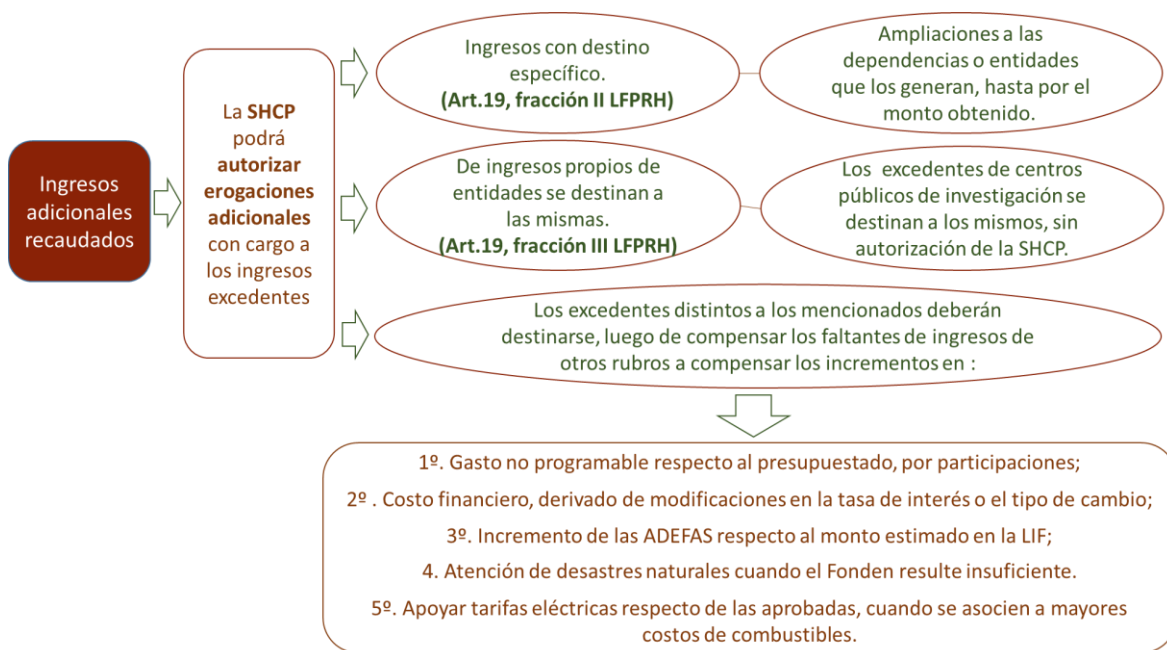 Ingresos
adicionales
recaudados
La SHCP
podrá
autorizar
erogaciones
adicionales
con cargo a
los ingresos
excedentes
Ingresos con destino
específico.
(Art.19, fracción II LFPRH)
Ampliaciones a las
dependencias o entidades
que los generan, hasta por el
monto obtenido.
De ingresos propios de
entidades se destinan a
las mismas.
(Art.19, fracción III LFPRH)
Los excedentes de centros
públicos de investigación se
destinan a los mismos, sin
autorización de la SHCP.
Los excedentes distintos a los mencionados deberán
destinarse, luego de compensar los faltantes de ingresos de
otros rubros a compensar los incrementos en :
1º. Gasto no programable respecto al presupuestado, por participaciones;
2º . Costo financiero, derivado de modificaciones en la tasa de interés o el tipo de cambio;
3º. Incremento de las ADEFAS respecto al monto estimado en la LIF;
4. Atención de desastres naturales cuando el Fonden resulte insuficiente.
5º. Apoyar tarifas eléctricas respecto de las aprobadas, cuando se asocien a mayores
costos de combustibles.